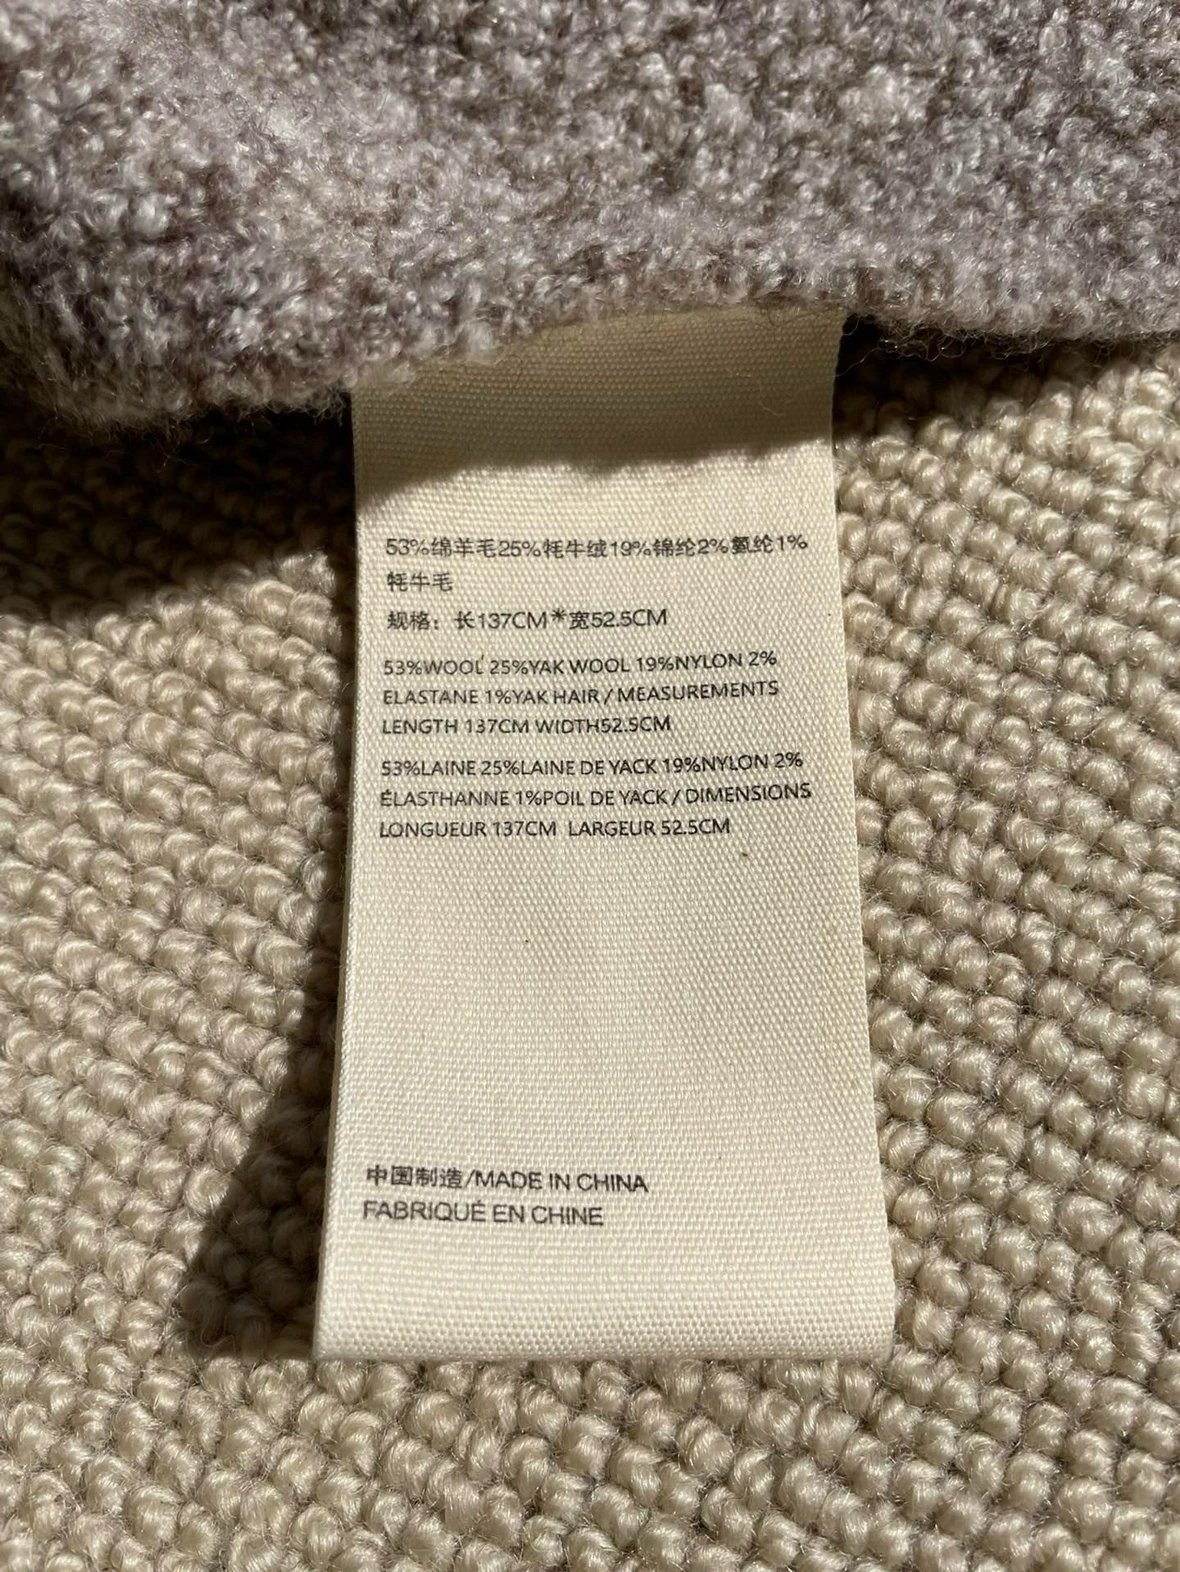 53%绵羊毛25%牦牛绒19%锦纶2%氨纶1%
牦牛毛
规格：长137CM*宽52.5CM
53%WOOL 25%YAK WOOL 19%NYLON 2%
ELASTANE 1%YAK HAIR / MEASUREMENTS
LENGTH 137CM WIDTH52.5CM
53%LAINE 25%LAINE DE YACK 19%NYLON 2%
ÉLASTHANNE 1%POIL DE YACK / DIMENSIONS
LONGUEUR 137CM LARGEUR 52.5CM
中国制造/MADE IN CHINA
FABRIQUÉ EN CHINE